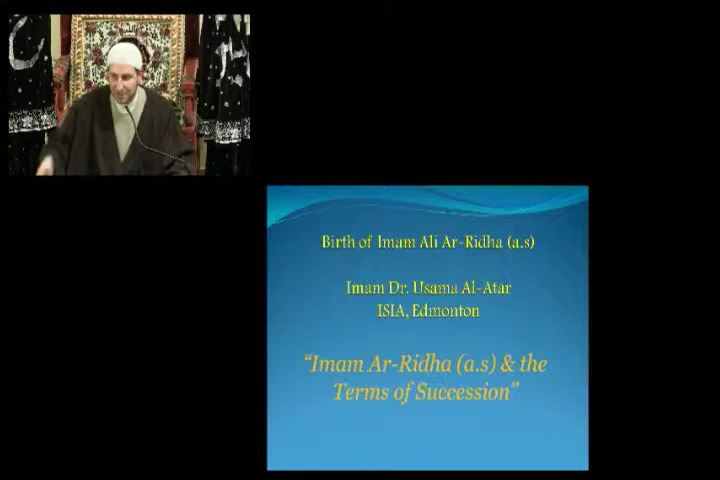 Birth of Imam Ali Ar-Ridha (a.s)
Imam Dr. Usama Al-Atar
ISIA, Edmonton
“Imam Ar-Ridha (a.s) & the
Terms of Succession”